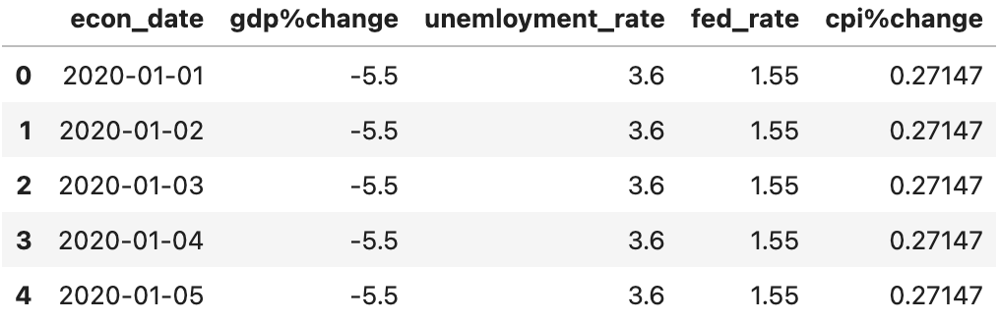 econ_date gdp%change unemloyment_rate fed_rate cpi%change
0 2020-01-01 -5.5 3.6 1.55 0.27147
1 2020-01-02 -5.5 3.6 1.55 0.27147
2 2020-01-03 -5.5 3.6 1.55 0.27147
3 2020-01-04 -5.5 3.6 1.55 0.27147
4 2020-01-05 -5.5 3.6 1.55 0.27147